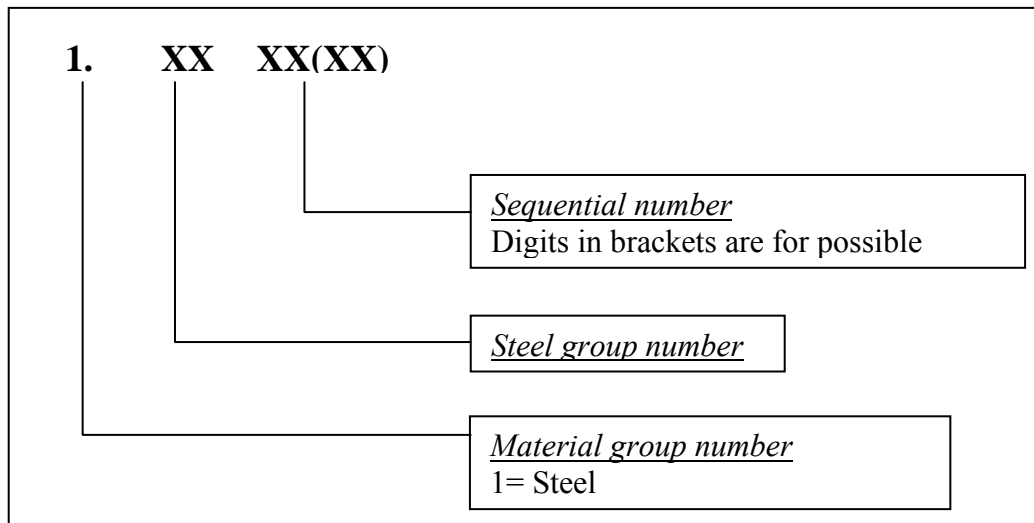 1. XX XX(XX)
Sequential number
Digits in brackets are for possible
Steel group number
Material group number
1= Steel